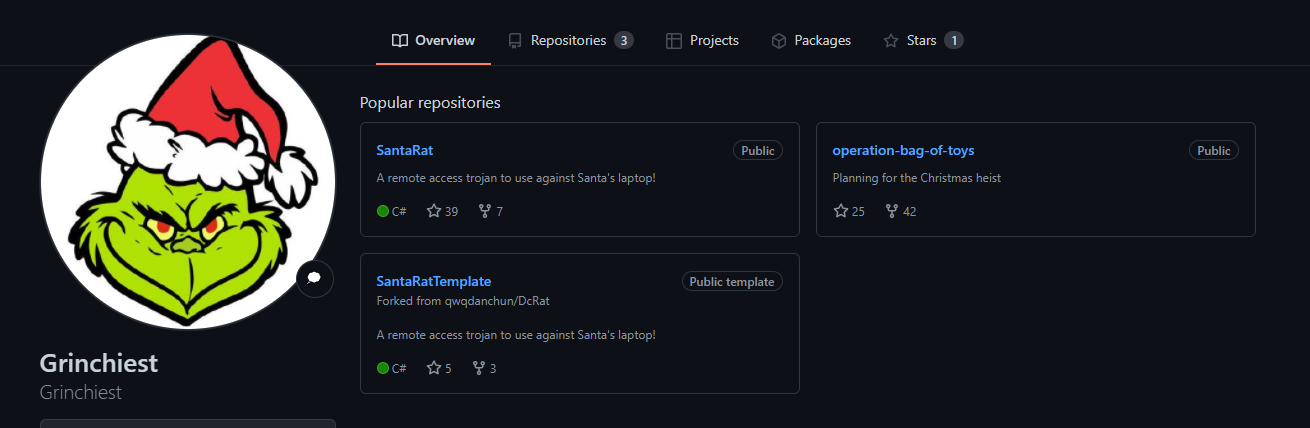 Overview Repositories 3 Projects Packages Stars 1
Popular repositories
SantaRat Public
A remote access trojan to use against Santa's laptop!
C# 39 7
operation-bag-of-toys Public
Planning for the Christmas heist
25 42
SantaRatTemplate Public template
Forked from qwqdanchun/DcRat
A remote access trojan to use against Santa's laptop!
C# 5 3
Grinchiest
Grinchiest